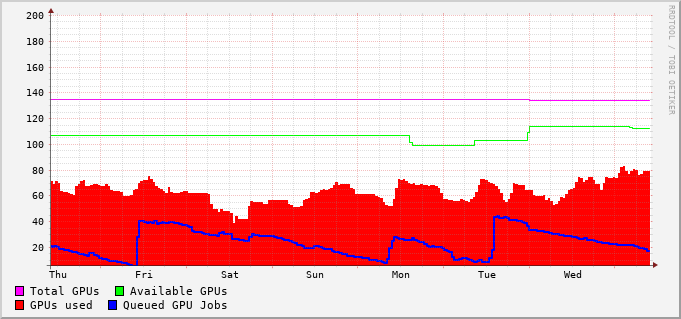 200
180
160
140
120
100
80
60
40
20
Thu Fri Sat Sun Mon Tue Wed
Total GPUs Available GPUs
GPUs used Queued GPU Jobs
RRDTOOL / TOBI OETIKER